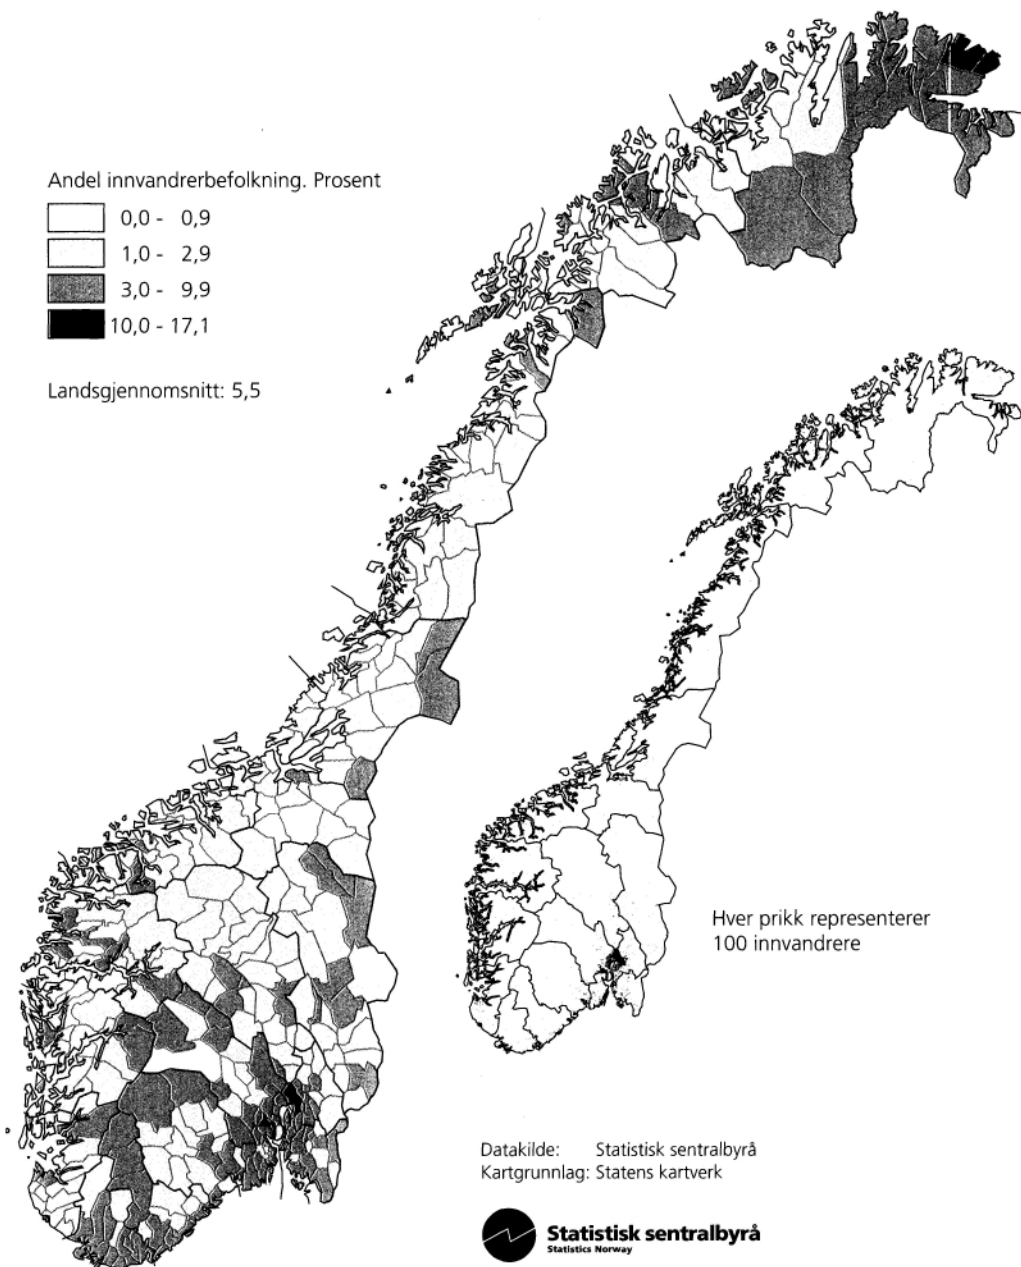 Andel innvandrerbefolkning. Prosent
0,0 - 0,9
1,0 - 2,9
3,0 - 9,9
10,0 - 17,1
Landsgjennomsnitt: 5,5
Hver prikk representerer
100 innvandrere
Datakilde: Statistisk sentralbyrå
Kartgrunnlag: Statens kartverk
Statistisk sentralbyrå
Statistics Norway